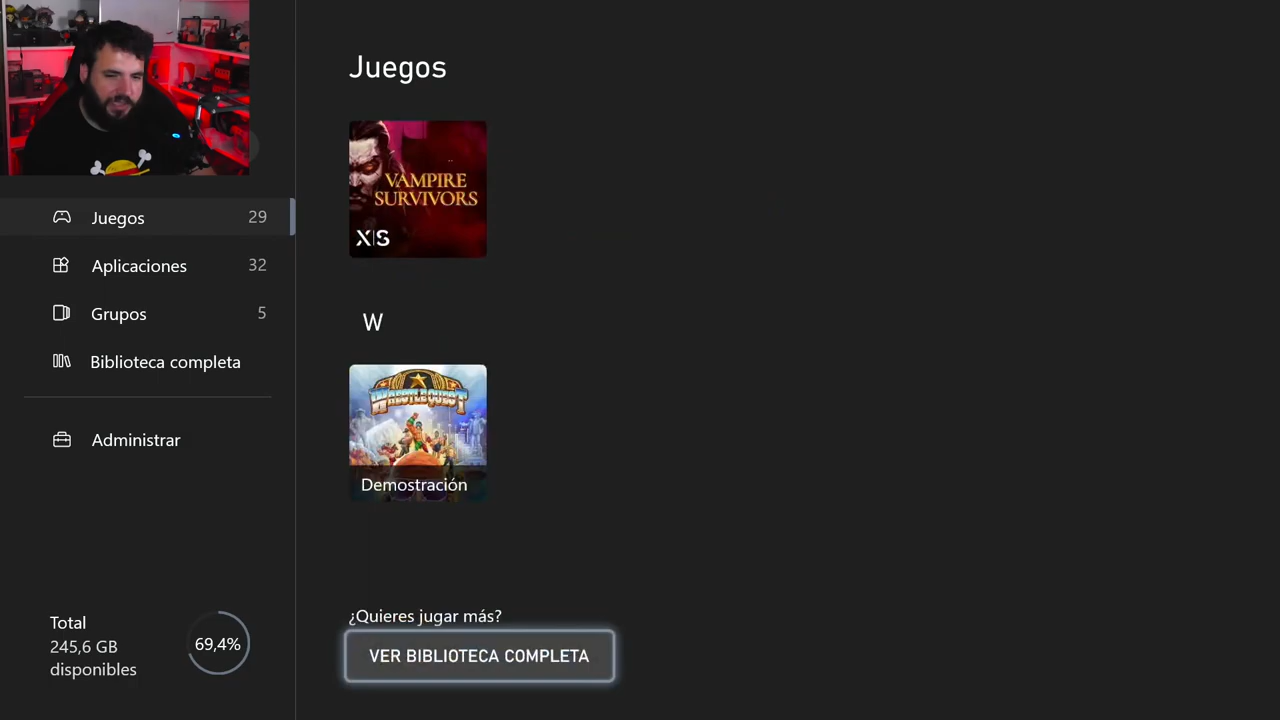 Juegos 29
Aplicaciones 32
Grupos 5
Biblioteca completa
Administrar
Total
245,6 GB
disponibles
69,4%
Juegos
VAMPIRE
SURVIVORS
X|S
W
WRESTLEQUEST
Demostración
¿Quieres jugar más?
VER BIBLIOTECA COMPLETA